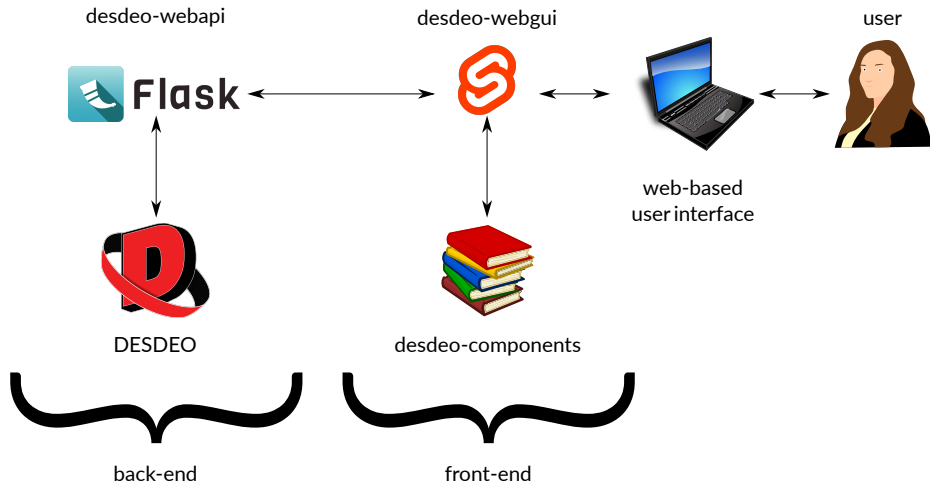 desdeo-webapi
desdeo-webgui
user
Flask
web-based
user interface
DESDEO
desdeo-components
back-end
front-end